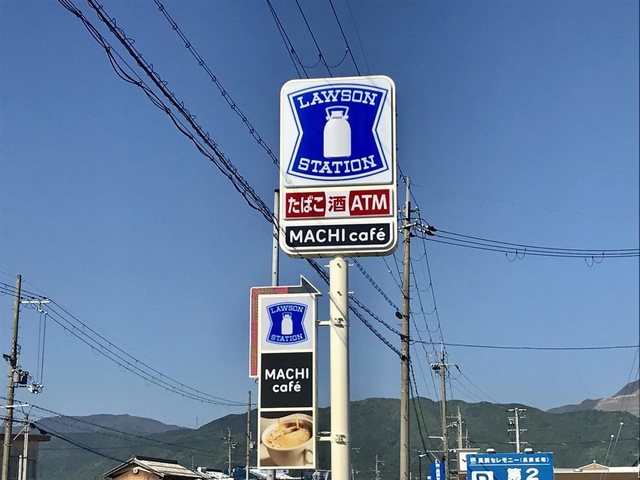 LAWSON
STATION
たばこ 酒 ATM
MACHI café
LAWSON
STATION
MACHI
café
第2